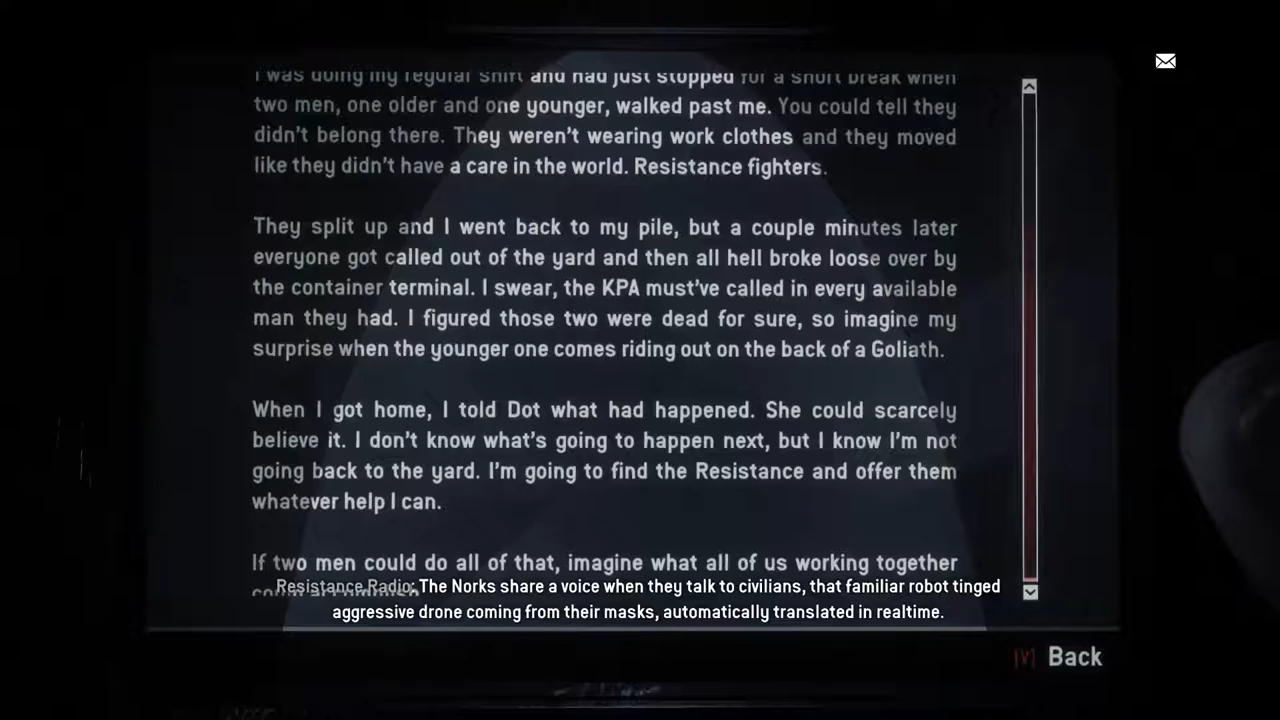 I was doing my regular shift and had just stopped for a short break when
two men, one older and one younger, walked past me. You could tell they
didn't belong there. They weren't wearing work clothes and they moved
like they didn't have a care in the world. Resistance fighters.
They split up and I went back to my pile, but a couple minutes later
everyone got called out of the yard and then all hell broke loose over by
the container terminal. I swear, the KPA must've called in every available
man they had. I figured those two were dead for sure, so imagine my
surprise when the younger one comes riding out on the back of a Goliath.
When I got home, I told Dot what had happened. She could scarcely
believe it. I don't know what's going to happen next, but I know I'm not
going back to the yard. I'm going to find the Resistance and offer them
whatever help I can.
If two men could do all of that, imagine what all of us working together
Resistance Radio: The Norks share a voice when they talk to civilians, that familiar robot tinged
aggressive drone coming from their masks, automatically translated in realtime.
[Y] Back